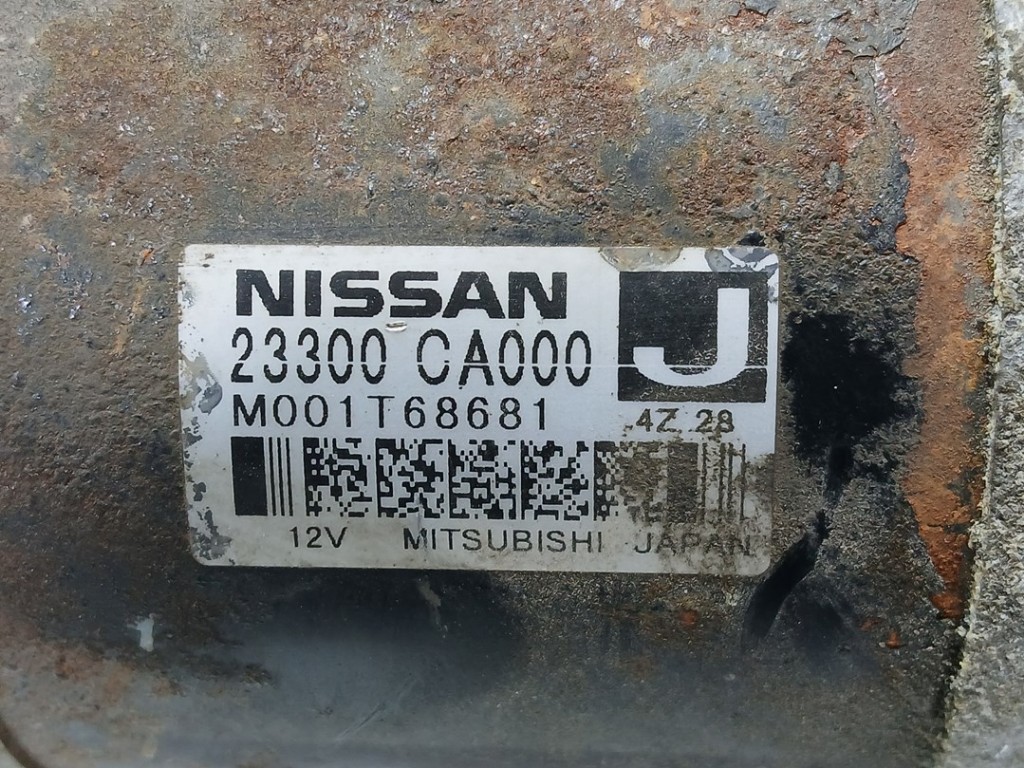 NISSAN
J
23300 CA000
M001T68681
4Z 28
12V MITSUBISHI JAPAN